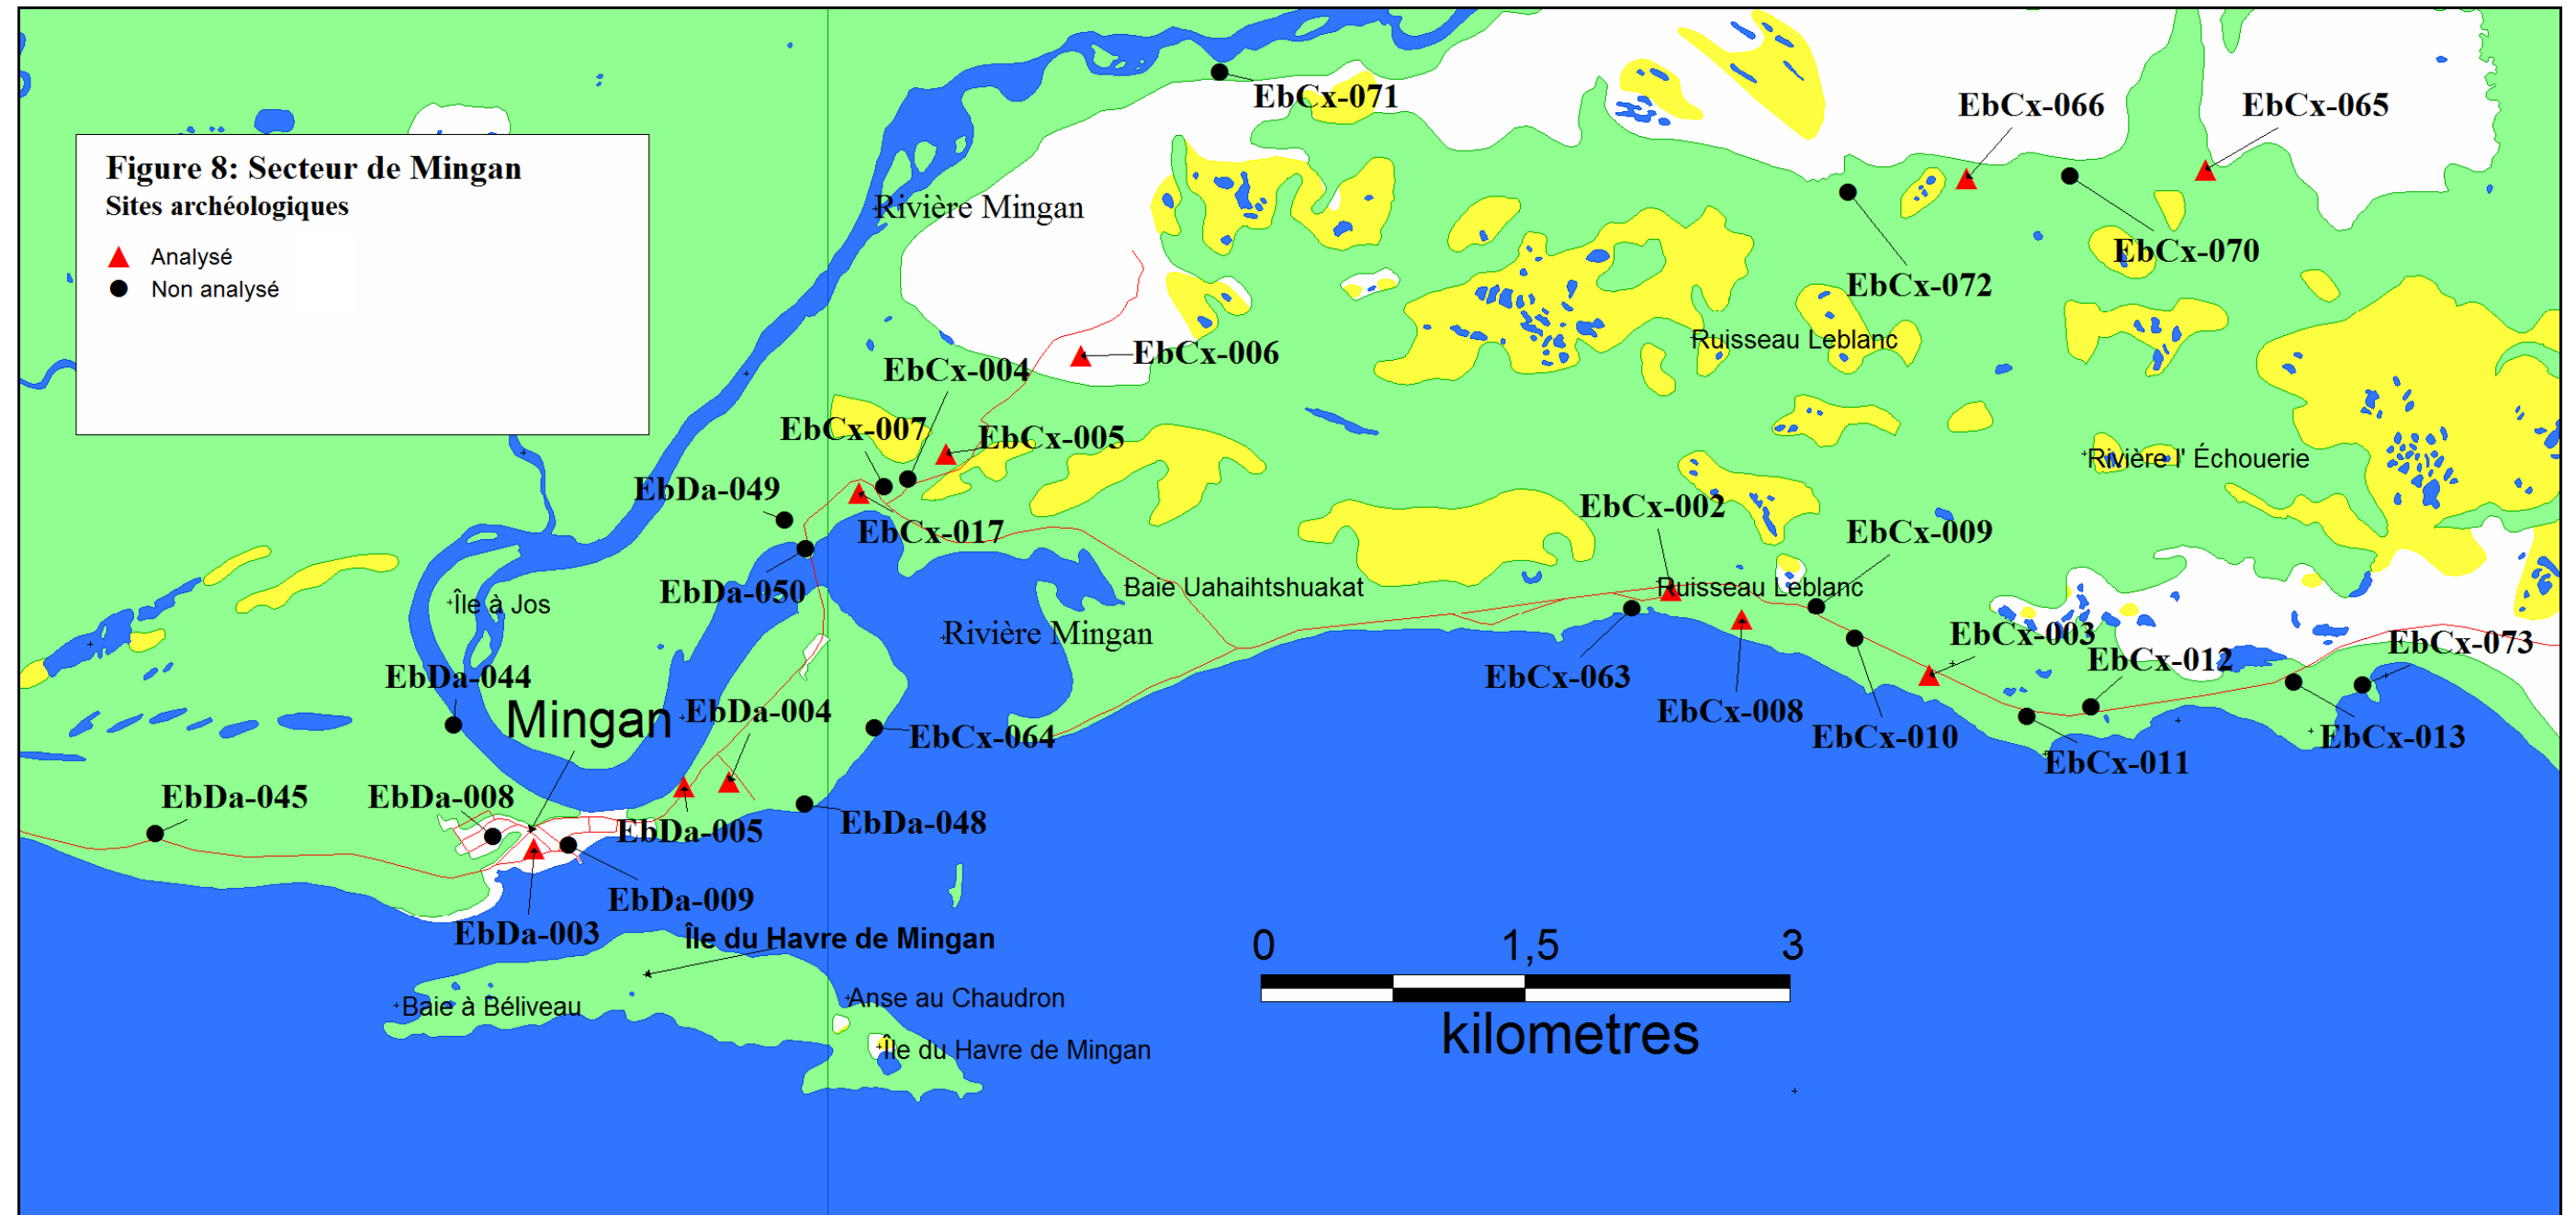 Figure 8: Secteur de Mingan
Sites archéologiques
Analysé
Non analysé
EbCx-071
EbCx-066
EbCx-065
Rivière Mingan
EbCx-070
EbCx-072
Ruisseau Leblanc
EbCx-006
EbCx-004
EbCx-007
EbCx-005
Rivière l' Échouerie
EbDa-049
EbCx-017
EbCx-002
EbCx-009
EbDa-050
Baie Uahaihtshuakat
Ruisseau Leblanc
Île à Jos
Rivière Mingan
EbCx-003
EbCx-073
EbCx-012
EbDa-044
EbCx-063
EbCx-008
Mingan
EbDa-004
EbCx-064
EbCx-010
EbCx-013
EbCx-011
EbDa-045
EbDa-008
EbDa-005
EbDa-048
EbDa-009
EbDa-003
Île du Havre de Mingan
0 1,5 3
kilometres
Baie à Béliveau
Anse au Chaudron
Île du Havre de Mingan